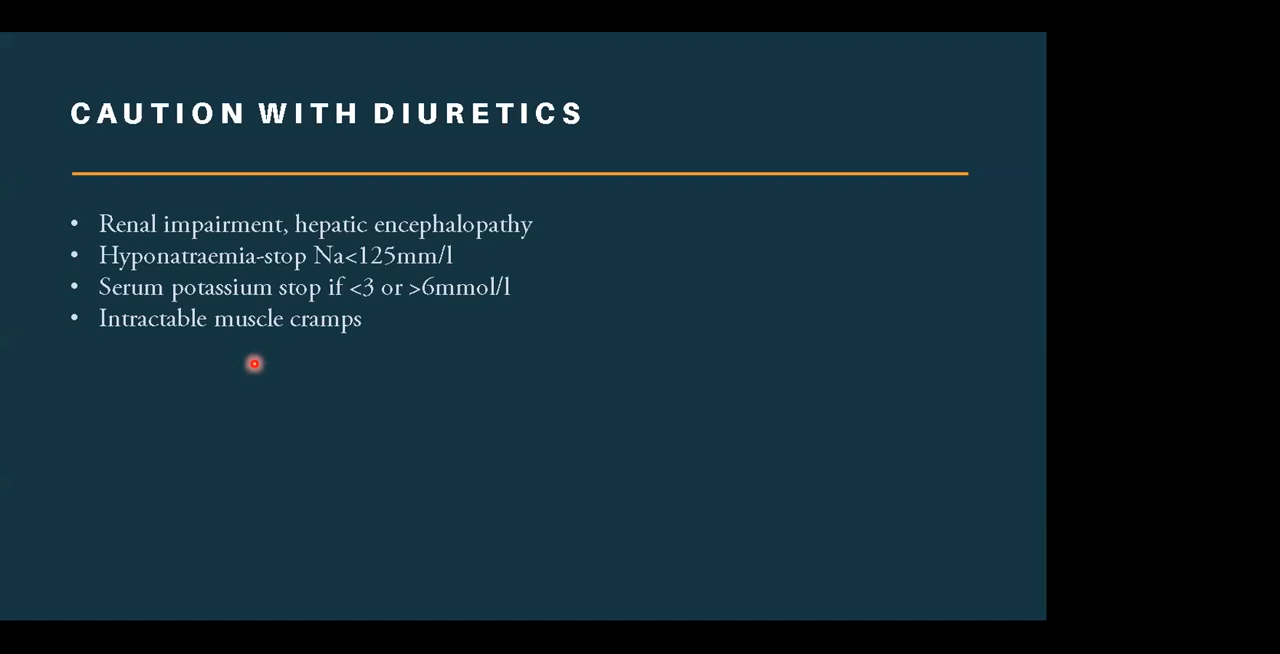 CAUTION WITH DIURETICS
• Renal impairment, hepatic encephalopathy
• Hyponatraemia-stop Na<125mm/l
• Serum potassium stop if <3 or >6mmol/l
• Intractable muscle cramps